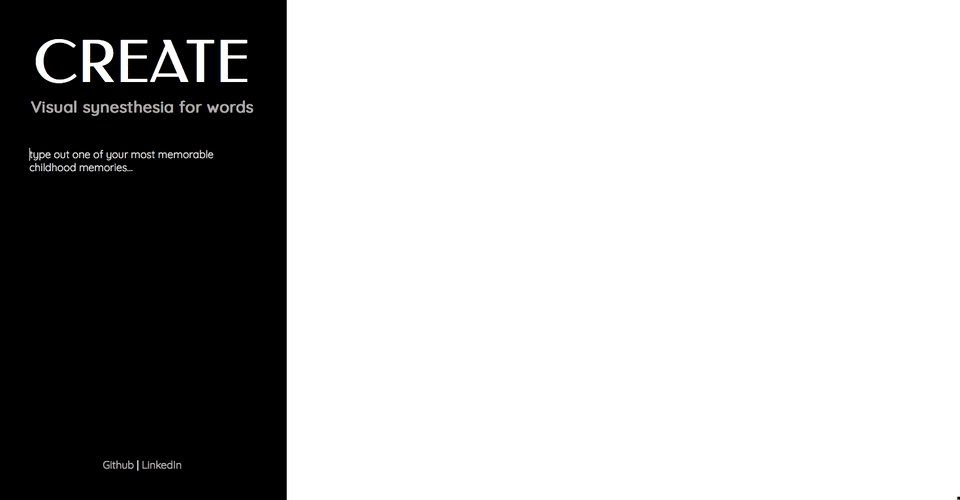 CREATE
Visual synesthesia for words
type out one of your most memorable
childhood memories...
Github | LinkedIn